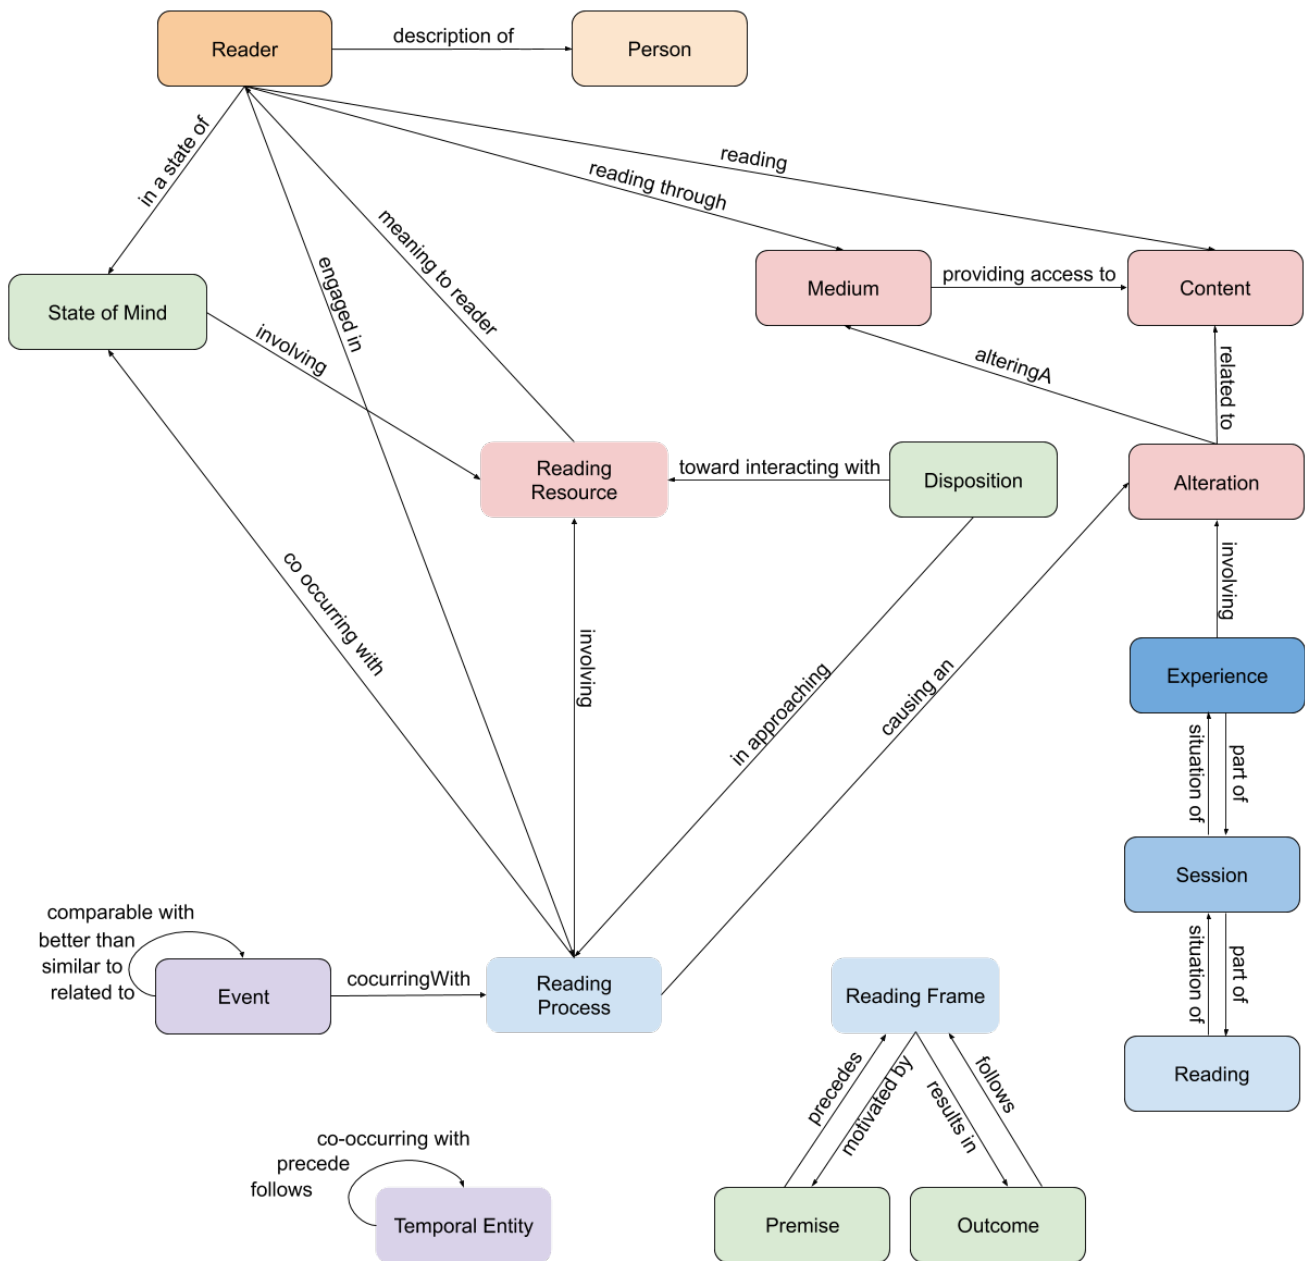 Reader
description of
Person
in a state of
reading
reading through
meaning to reader
engaged in
State of Mind
Medium
providing access to
Content
involving
alteringA
related to
Reading
Resource
toward interacting with
Disposition
Alteration
co occurring with
involving
in approaching
causing an
involving
Experience
situation of
part of
Session
comparable with
better than
similar to
related to
Event
cocurringWith
Reading
Process
Reading Frame
situation of
part of
Reading
precedes
motivated by
results in
follows
co-occurring with
precede
follows
Temporal Entity
Premise
Outcome